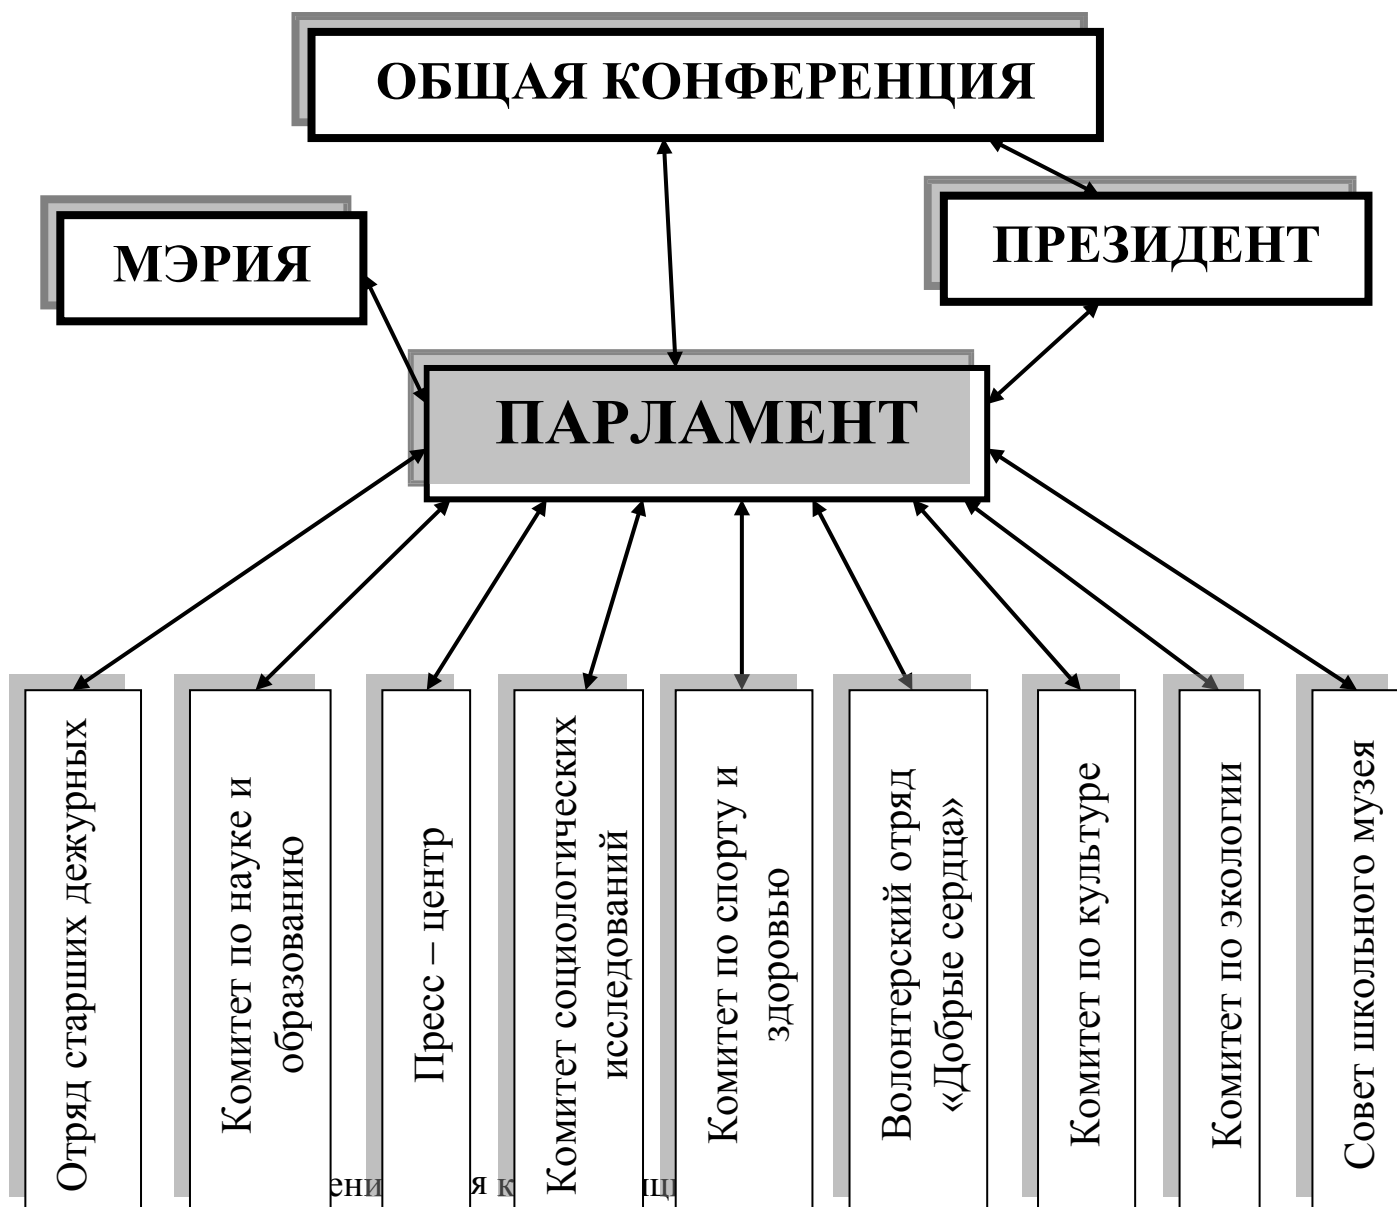 ОБЩАЯ КОНФЕРЕНЦИЯ
МЭРИЯ
ПРЕЗИДЕНТ
ПАРЛАМЕНТ
Отряд старших дежурных
Комитет по науке и
образованию
Пресс – центр
Комитет социологических
исследований
Комитет по спорту и
здоровью
Волонтерский отряд
«Добрые сердца»
Комитет по культуре
Комитет по экологии
Совет школьного музея